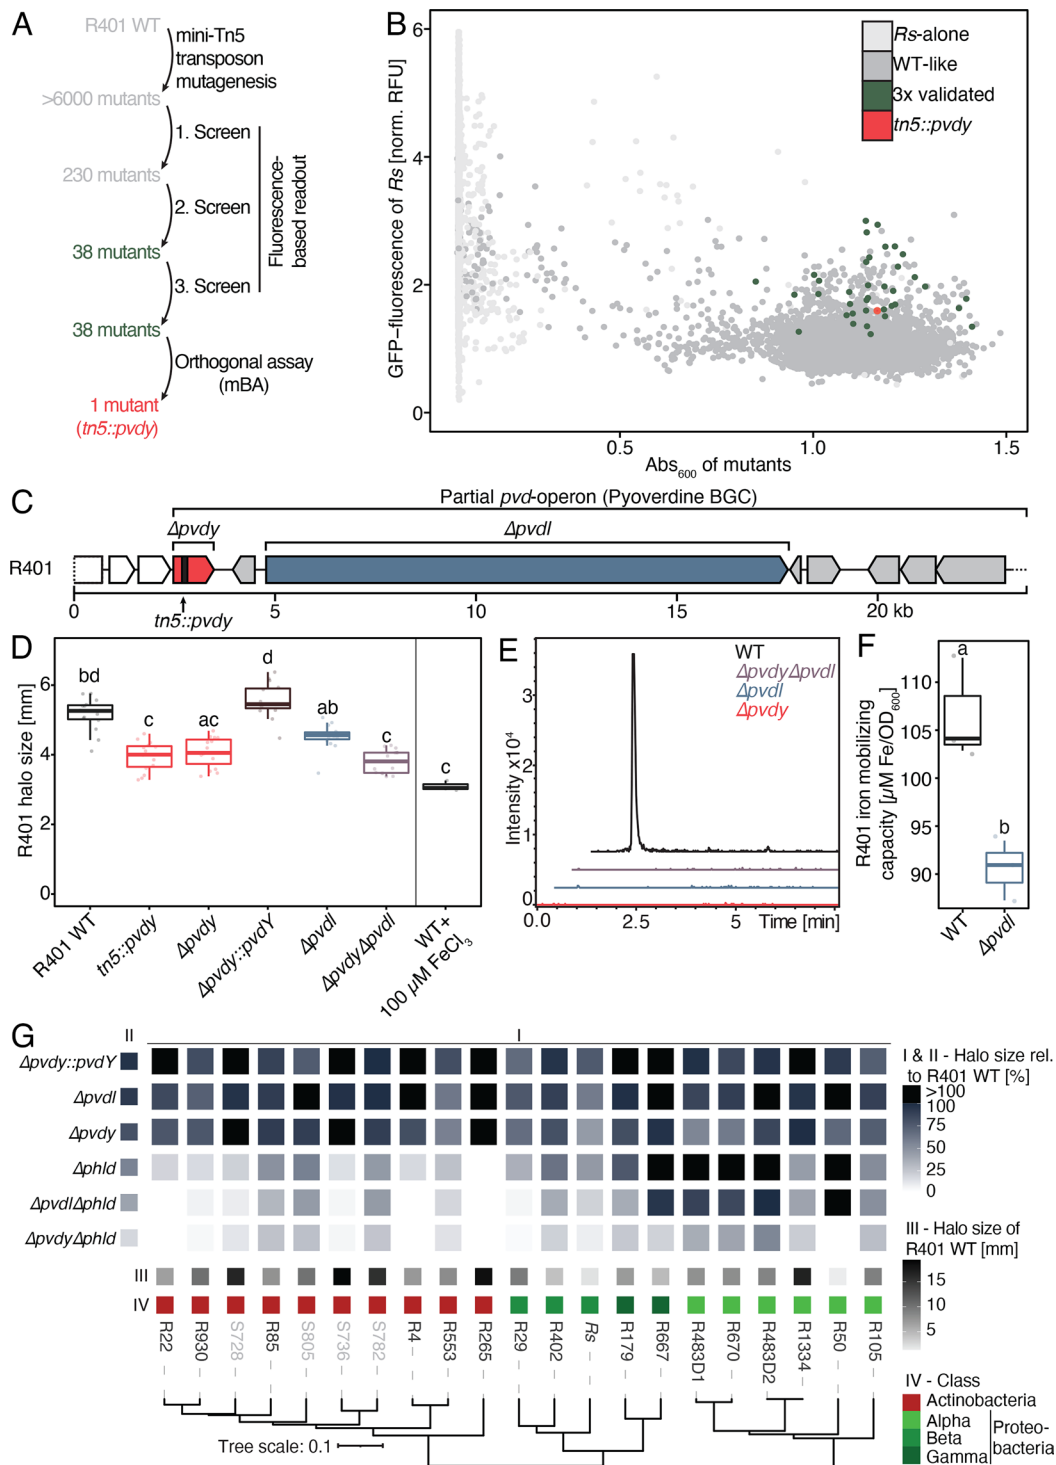 A
R401 WT
mini-Tn5
transposon
mutagenesis
>6000 mutants
1. Screen
230 mutants
2. Screen
38 mutants
3. Screen
38 mutants
Fluorescence-
based readout
Orthogonal assay
(mBA)
1 mutant
(tn5::pvdy)
B
GFP–fluorescence of Rs [norm. RFU]
6
4
2
0
0.5
1.0
1.5
Abs600 of mutants
Rs-alone
WT-like
3x validated
tn5::pvdy
C
Partial pvd-operon (Pyoverdine BGC)
Δpvdy
ΔpvdI
R401
0
5
10
15
20 kb
tn5::pvdy
D
R401 halo size [mm]
6
4
2
0
bd
c
ac
d
ab
c
c
R401 WT
tn5::pvdy
Δpvdy
Δpvdy::pvdY
ΔpvdI
ΔpvdyΔpvdI
WT+
100 µM FeCl3
E
Intensity x10⁴
3
2
1
0
0.0
2.5
5
Time [min]
WT
ΔpvdyΔpvdI
ΔpvdI
Δpvdy
F
R401 iron mobilizing
capacity [µM Fe/OD600]
110
105
100
95
90
a
b
WT
ΔpvdI
G
II
I
Δpvdy::pvdY
ΔpvdI
Δpvdy
Δphld
ΔpvdIΔphld
ΔpvdyΔphld
III
IV
R22
R930
S728
R85
S805
S736
S782
R4
R553
R265
R29
R402
Rs
R179
R667
R483D1
R670
R483D2
R1334
R50
R105
Tree scale: 0.1
I & II - Halo size rel.
to R401 WT [%]
>100
100
75
50
25
0
III - Halo size of
R401 WT [mm]
15
10
5
IV - Class
Actinobacteria
Alpha
Beta
Gamma
Proteo-
bacteria